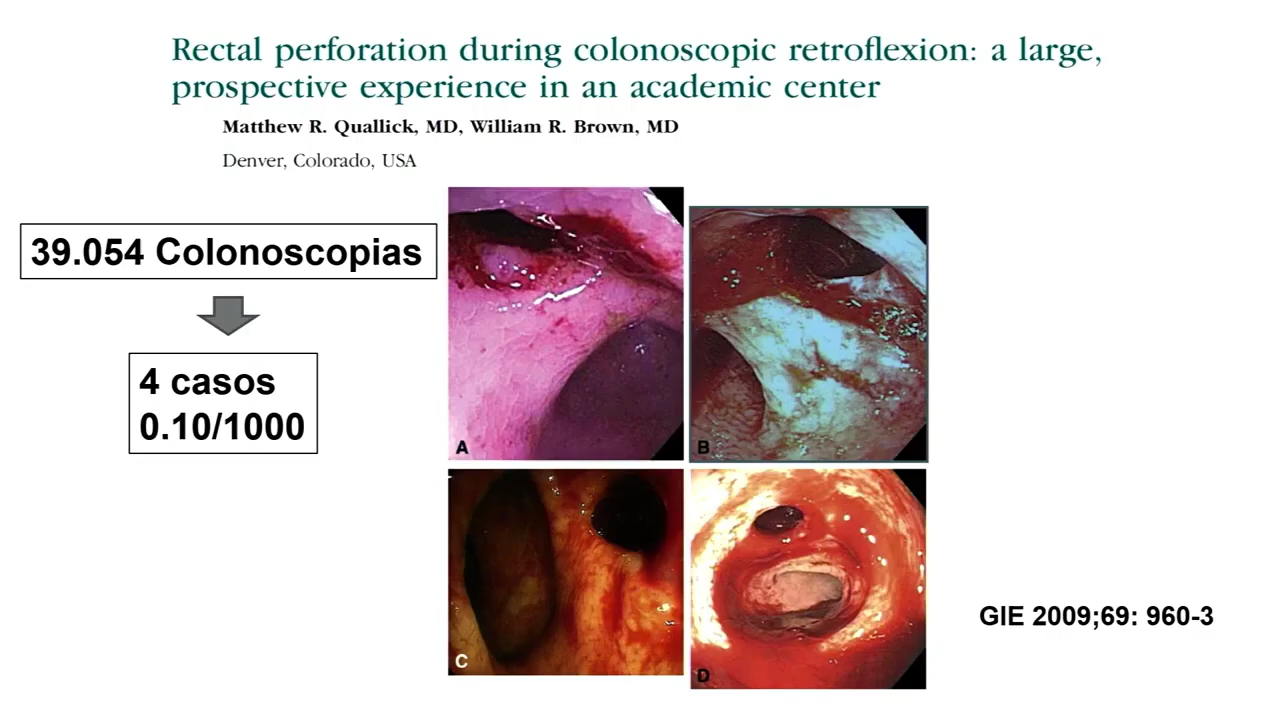 Rectal perforation during colonoscopic retroflexion: a large,
prospective experience in an academic center
Matthew R. Quallick, MD, William R. Brown, MD
Denver, Colorado, USA
39.054 Colonoscopias
4 casos
0.10/1000
A
B
C
D
GIE 2009;69: 960-3